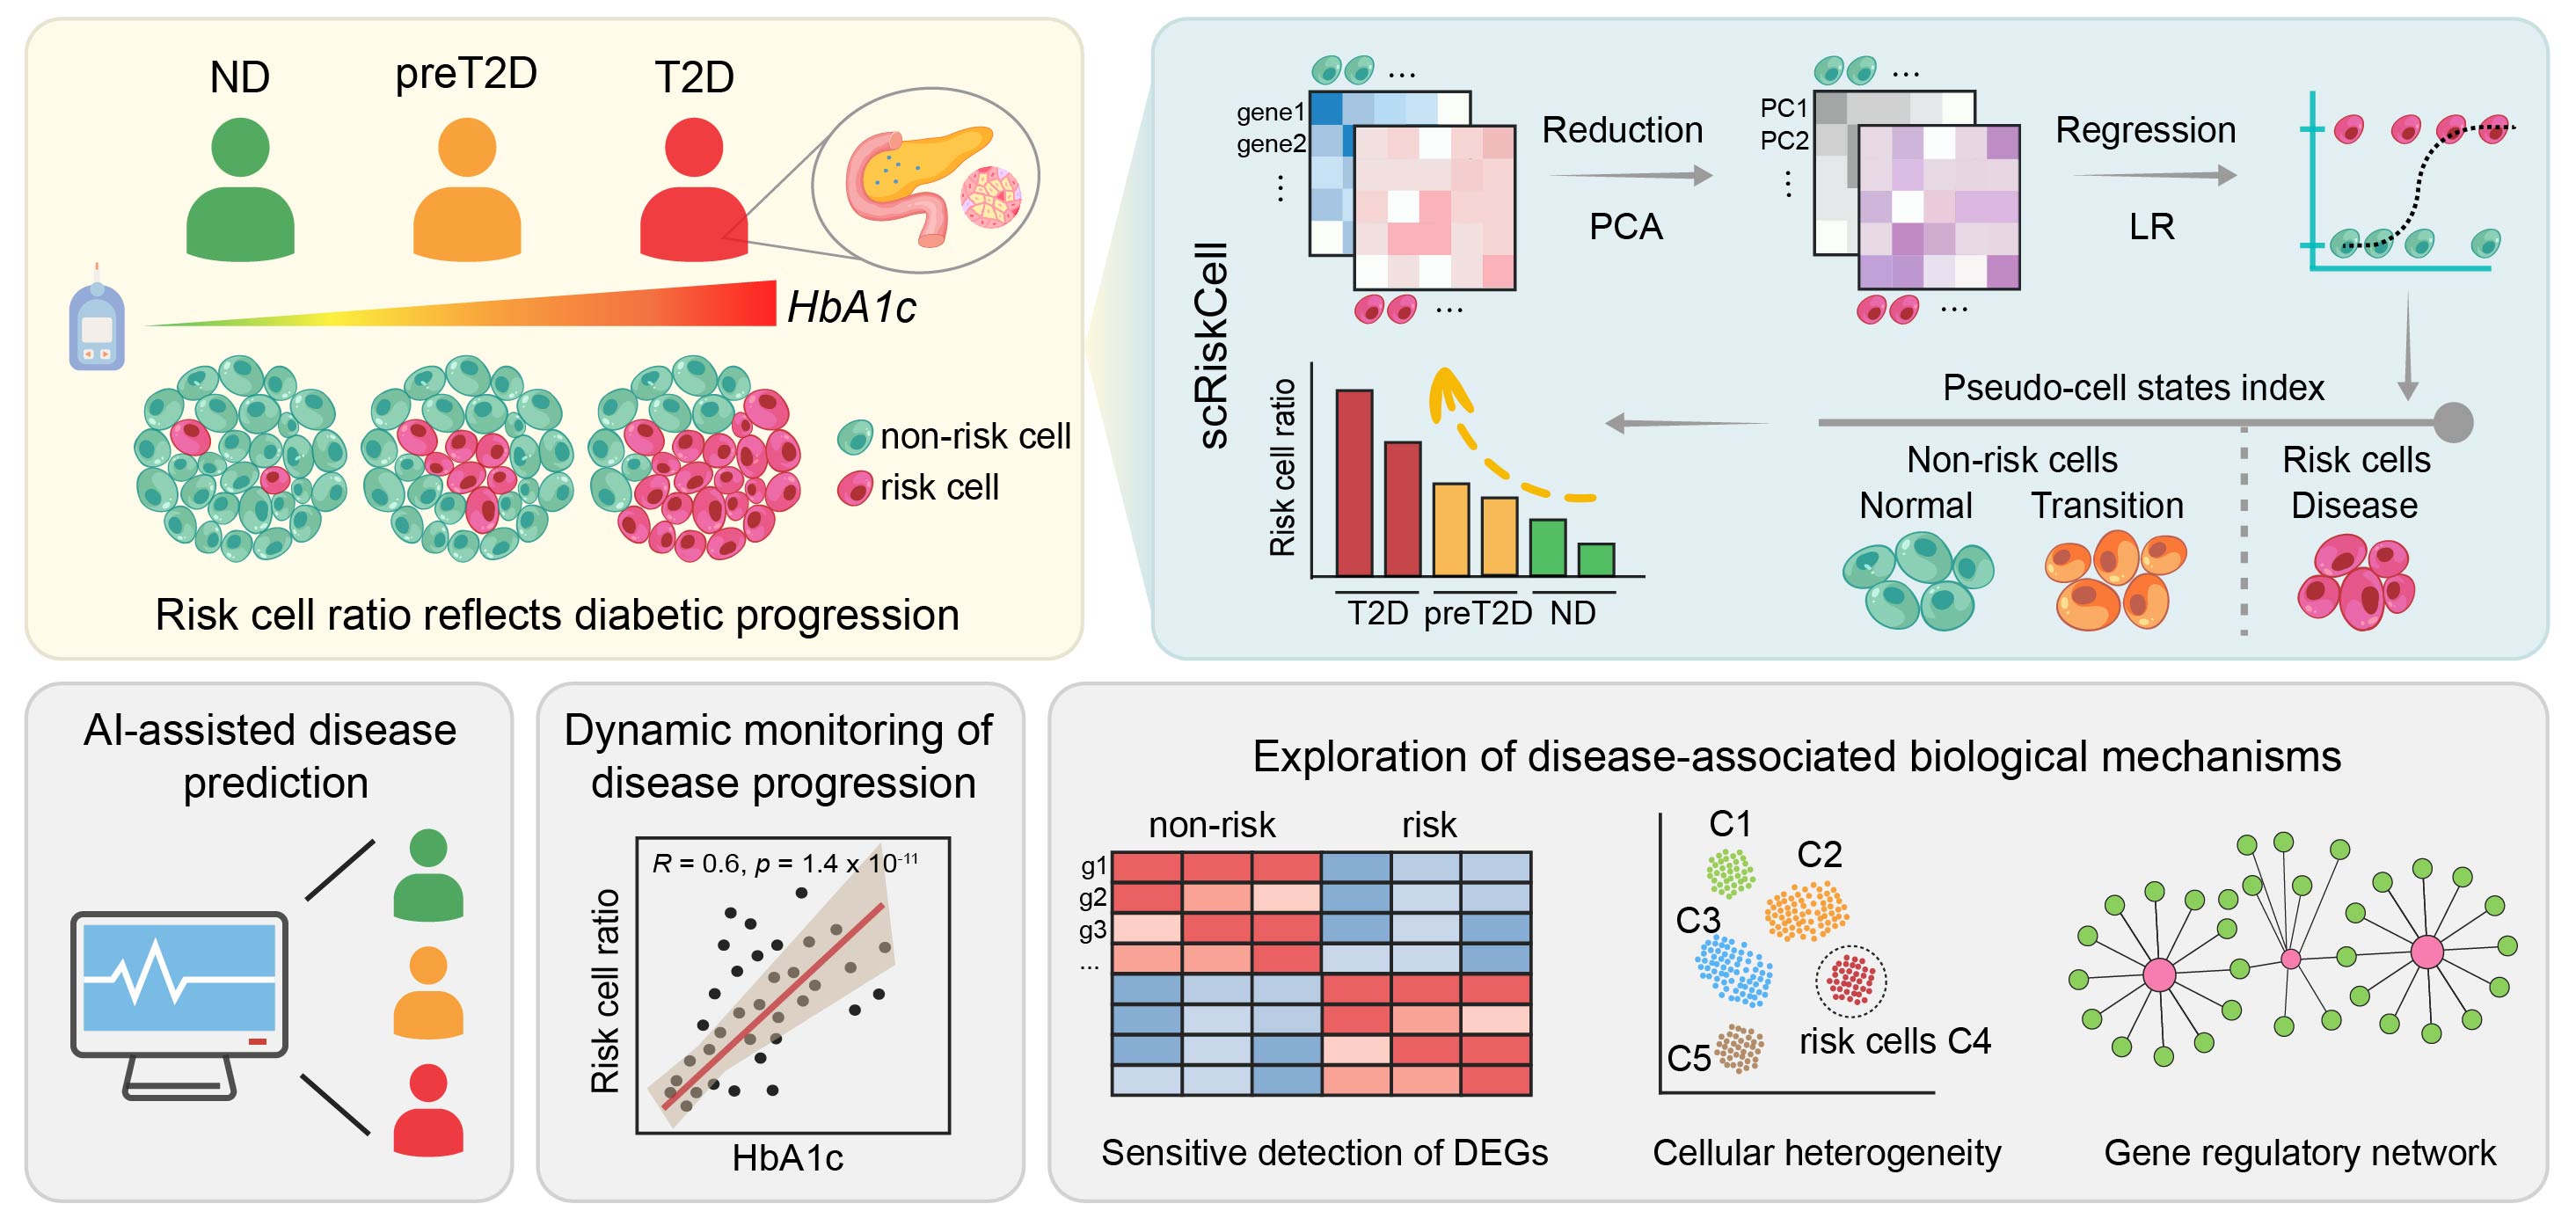 ND
preT2D
T2D
HbA1c
non-risk cell
risk cell
Risk cell ratio reflects diabetic progression
scRiskCell
...
gene1
gene2
...
...
Reduction
PCA
...
PC1
PC2
...
...
Regression
LR
Pseudo-cell states index
Non-risk cells
Normal
Transition
Risk cells
Disease
Risk cell ratio
T2D
preT2D
ND
AI-assisted disease
prediction
Dynamic monitoring of
disease progression
R = 0.6, p = 1.4 x 10⁻¹¹
Risk cell ratio
HbA1c
Exploration of disease-associated biological mechanisms
non-risk
risk
g1
g2
g3
...
Sensitive detection of DEGs
C1
C2
C3
risk cells C4
C5
Cellular heterogeneity
Gene regulatory network